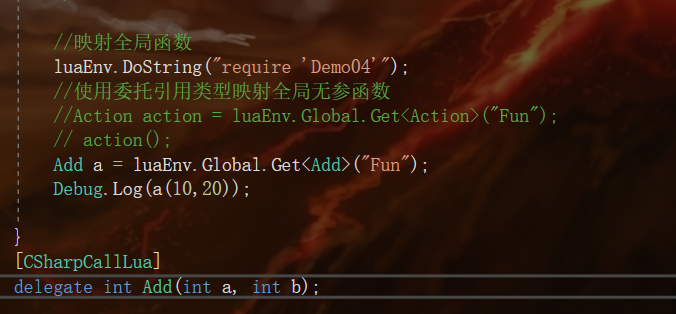 //映射全局函数
luaEnv.DoString("require 'Demo04'");
//使用委托引用类型映射全局无参函数
//Action action = luaEnv.Global.Get<Action>("Fun");
// action();
Add a = luaEnv.Global.Get<Add>("Fun");
Debug.Log(a(10,20));
}
[CSharpCallLua]
delegate int Add(int a, int b);